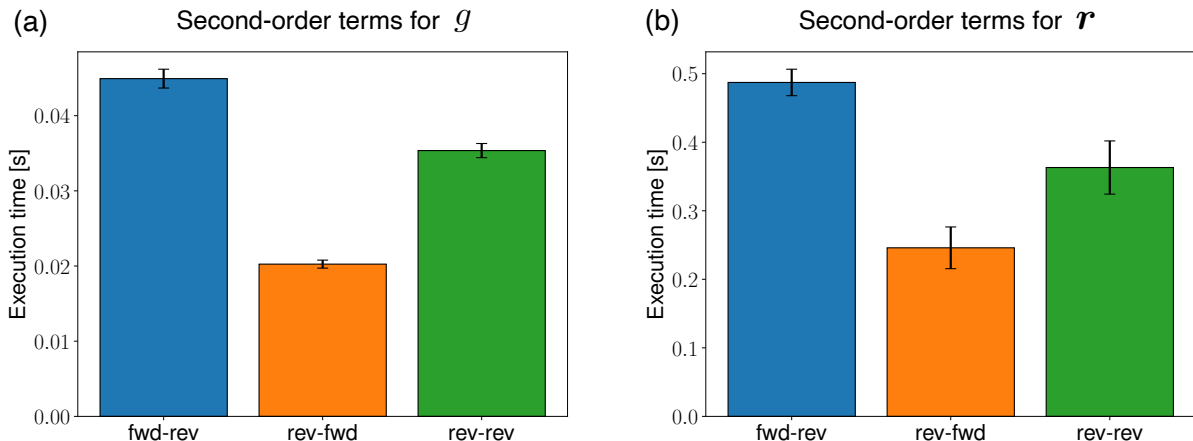 (a) Second-order terms for g
Execution time [s]
0.04
0.03
0.02
0.01
0.00
fwd-rev rev-fwd rev-rev
(b) Second-order terms for r
Execution time [s]
0.5
0.4
0.3
0.2
0.1
0.0
fwd-rev rev-fwd rev-rev